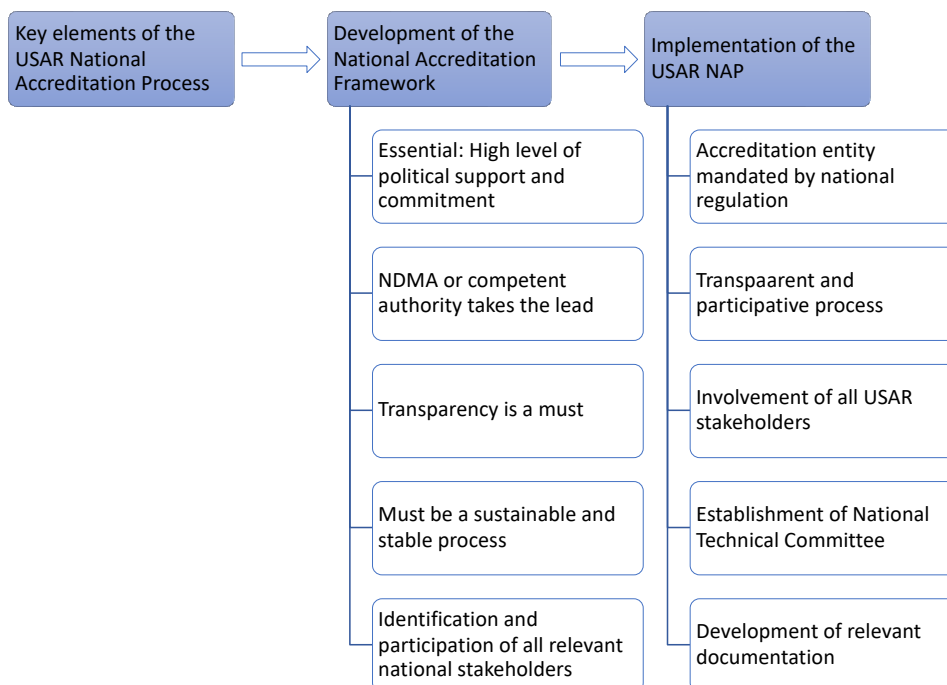 Key elements of the
USAR National
Accreditation Process
Development of the
National Accreditation
Framework
Implementation of the
USAR NAP
Essential: High level of
political support and
commitment
NDMA or competent
authority takes the lead
Transparency is a must
Must be a sustainable and
stable process
Identification and
participation of all relevant
national stakeholders
Accreditation entity
mandated by national
regulation
Transpaarent and
participative process
Involvement of all USAR
stakeholders
Establishment of National
Technical Committee
Development of relevant
documentation